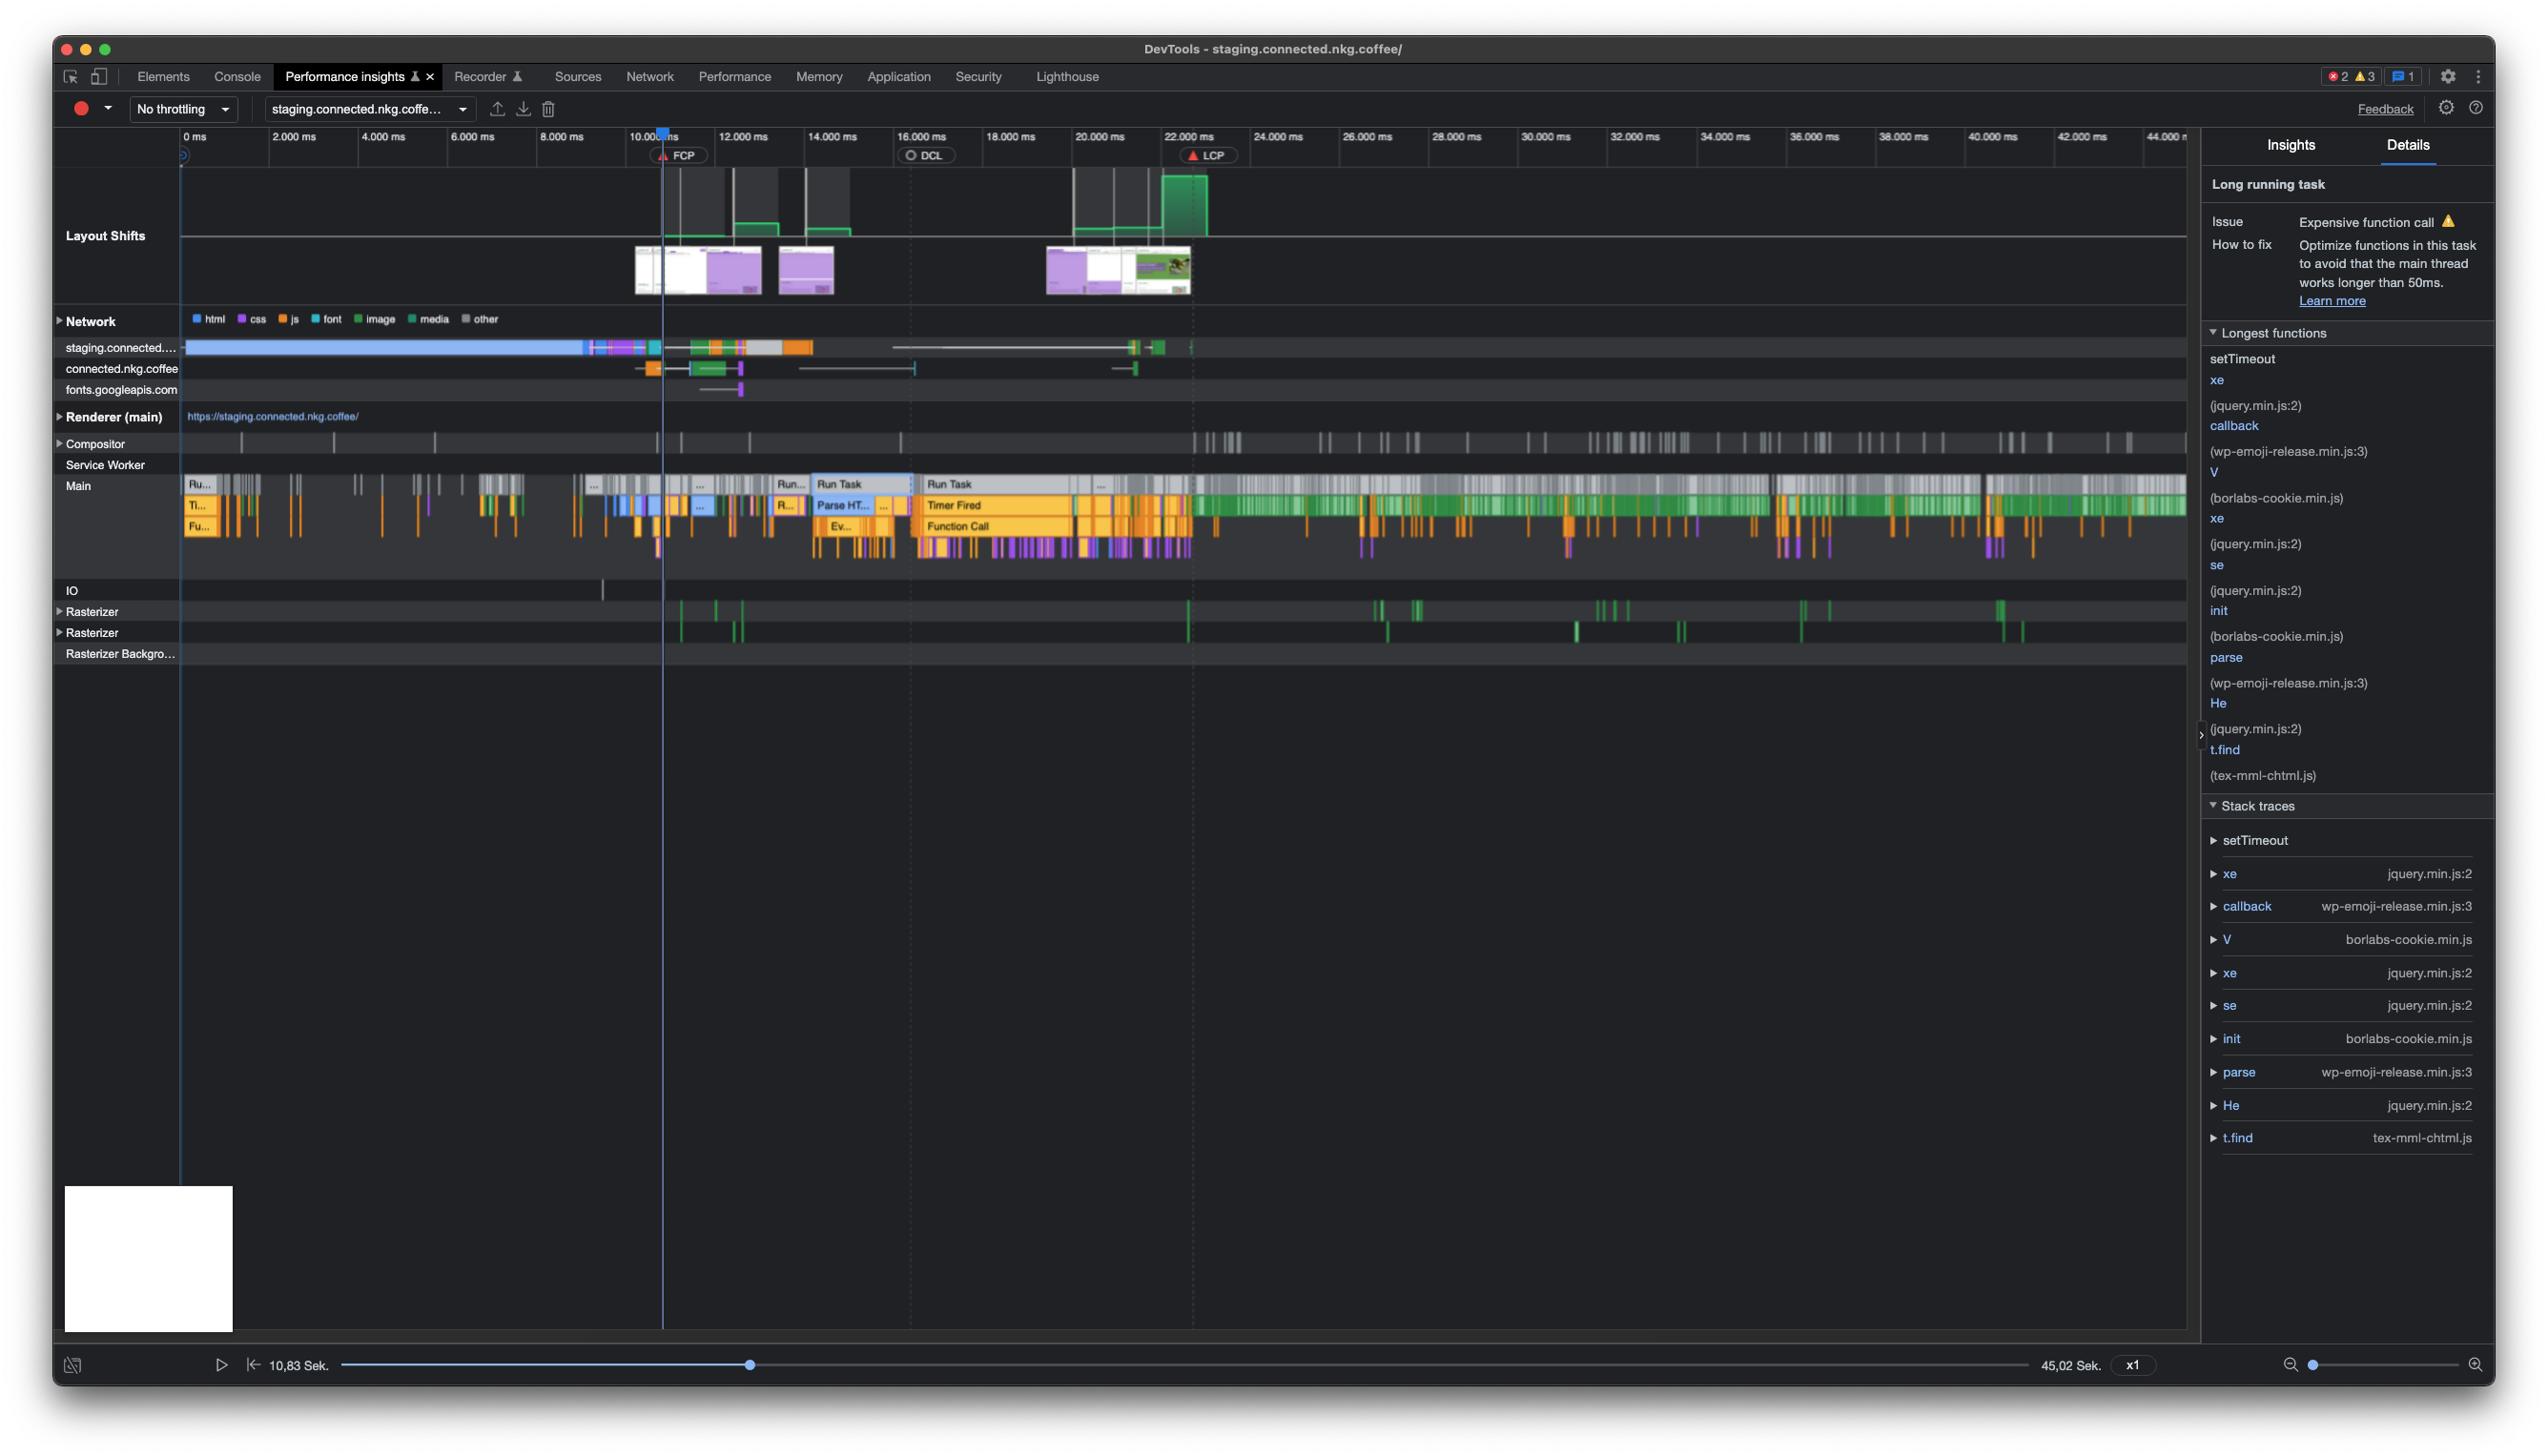 DevTools - staging.connected.nkg.coffee/
Elements Console Performance insights Recorder Sources Network Performance Memory Application Security Lighthouse 2 3 1
No throttling staging.connected.nkg.coffe... Feedback
0 ms 2.000 ms 4.000 ms 6.000 ms 8.000 ms 10.000 ms 12.000 ms 14.000 ms 16.000 ms 18.000 ms 20.000 ms 22.000 ms 24.000 ms 26.000 ms 28.000 ms 30.000 ms 32.000 ms 34.000 ms 36.000 ms 38.000 ms 40.000 ms 42.000 ms 44.000 m
FCP DCL LCP
Layout Shifts
Network html css js font image media other
staging.connected....
connected.nkg.coffee
fonts.googleapis.com
Renderer (main) https://staging.connected.nkg.coffee/
Compositor
Service Worker
Main Ru... ... ... Run... Run Task Run Task ...
Ti... ... R... Parse HT... ... Timer Fired
Fu... Ev... Function Call
IO
Rasterizer
Rasterizer
Rasterizer Backgro...
10,83 Sek. 45,02 Sek. x1
Insights Details
Long running task
Issue Expensive function call
How to fix Optimize functions in this task
to avoid that the main thread
works longer than 50ms.
Learn more
Longest functions
setTimeout
xe
(jquery.min.js:2)
callback
(wp-emoji-release.min.js:3)
V
(borlabs-cookie.min.js)
xe
(jquery.min.js:2)
se
(jquery.min.js:2)
init
(borlabs-cookie.min.js)
parse
(wp-emoji-release.min.js:3)
He
(jquery.min.js:2)
t.find
(tex-mml-chtml.js)
Stack traces
setTimeout
xe jquery.min.js:2
callback wp-emoji-release.min.js:3
V borlabs-cookie.min.js
xe jquery.min.js:2
se jquery.min.js:2
init borlabs-cookie.min.js
parse wp-emoji-release.min.js:3
He jquery.min.js:2
t.find tex-mml-chtml.js